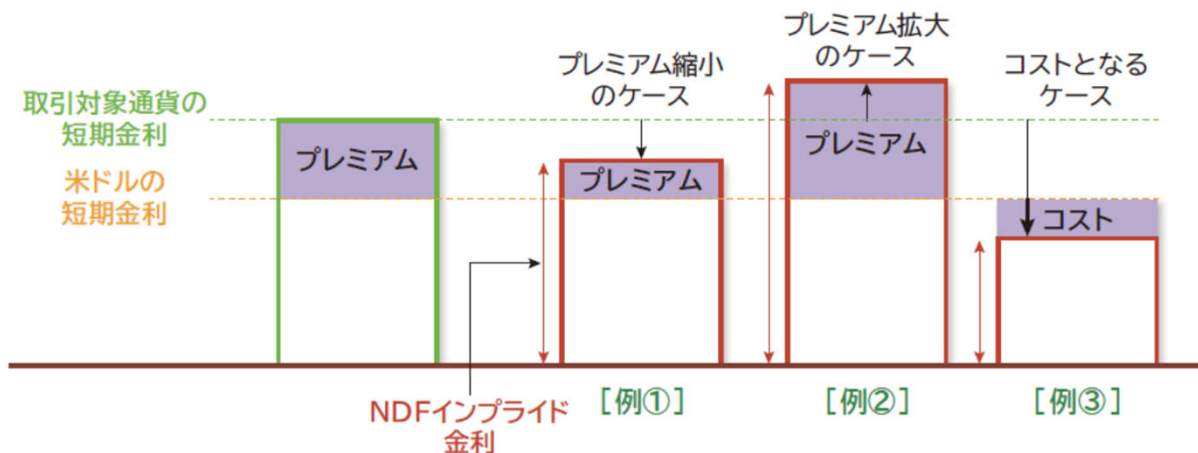 取引対象通貨の
短期金利
米ドルの
短期金利
プレミアム
プレミアム縮小
のケース
プレミアム
プレミアム拡大
のケース
プレミアム
コストとなる
ケース
コスト
NDFインプライド
金利
[例①]
[例②]
[例③]